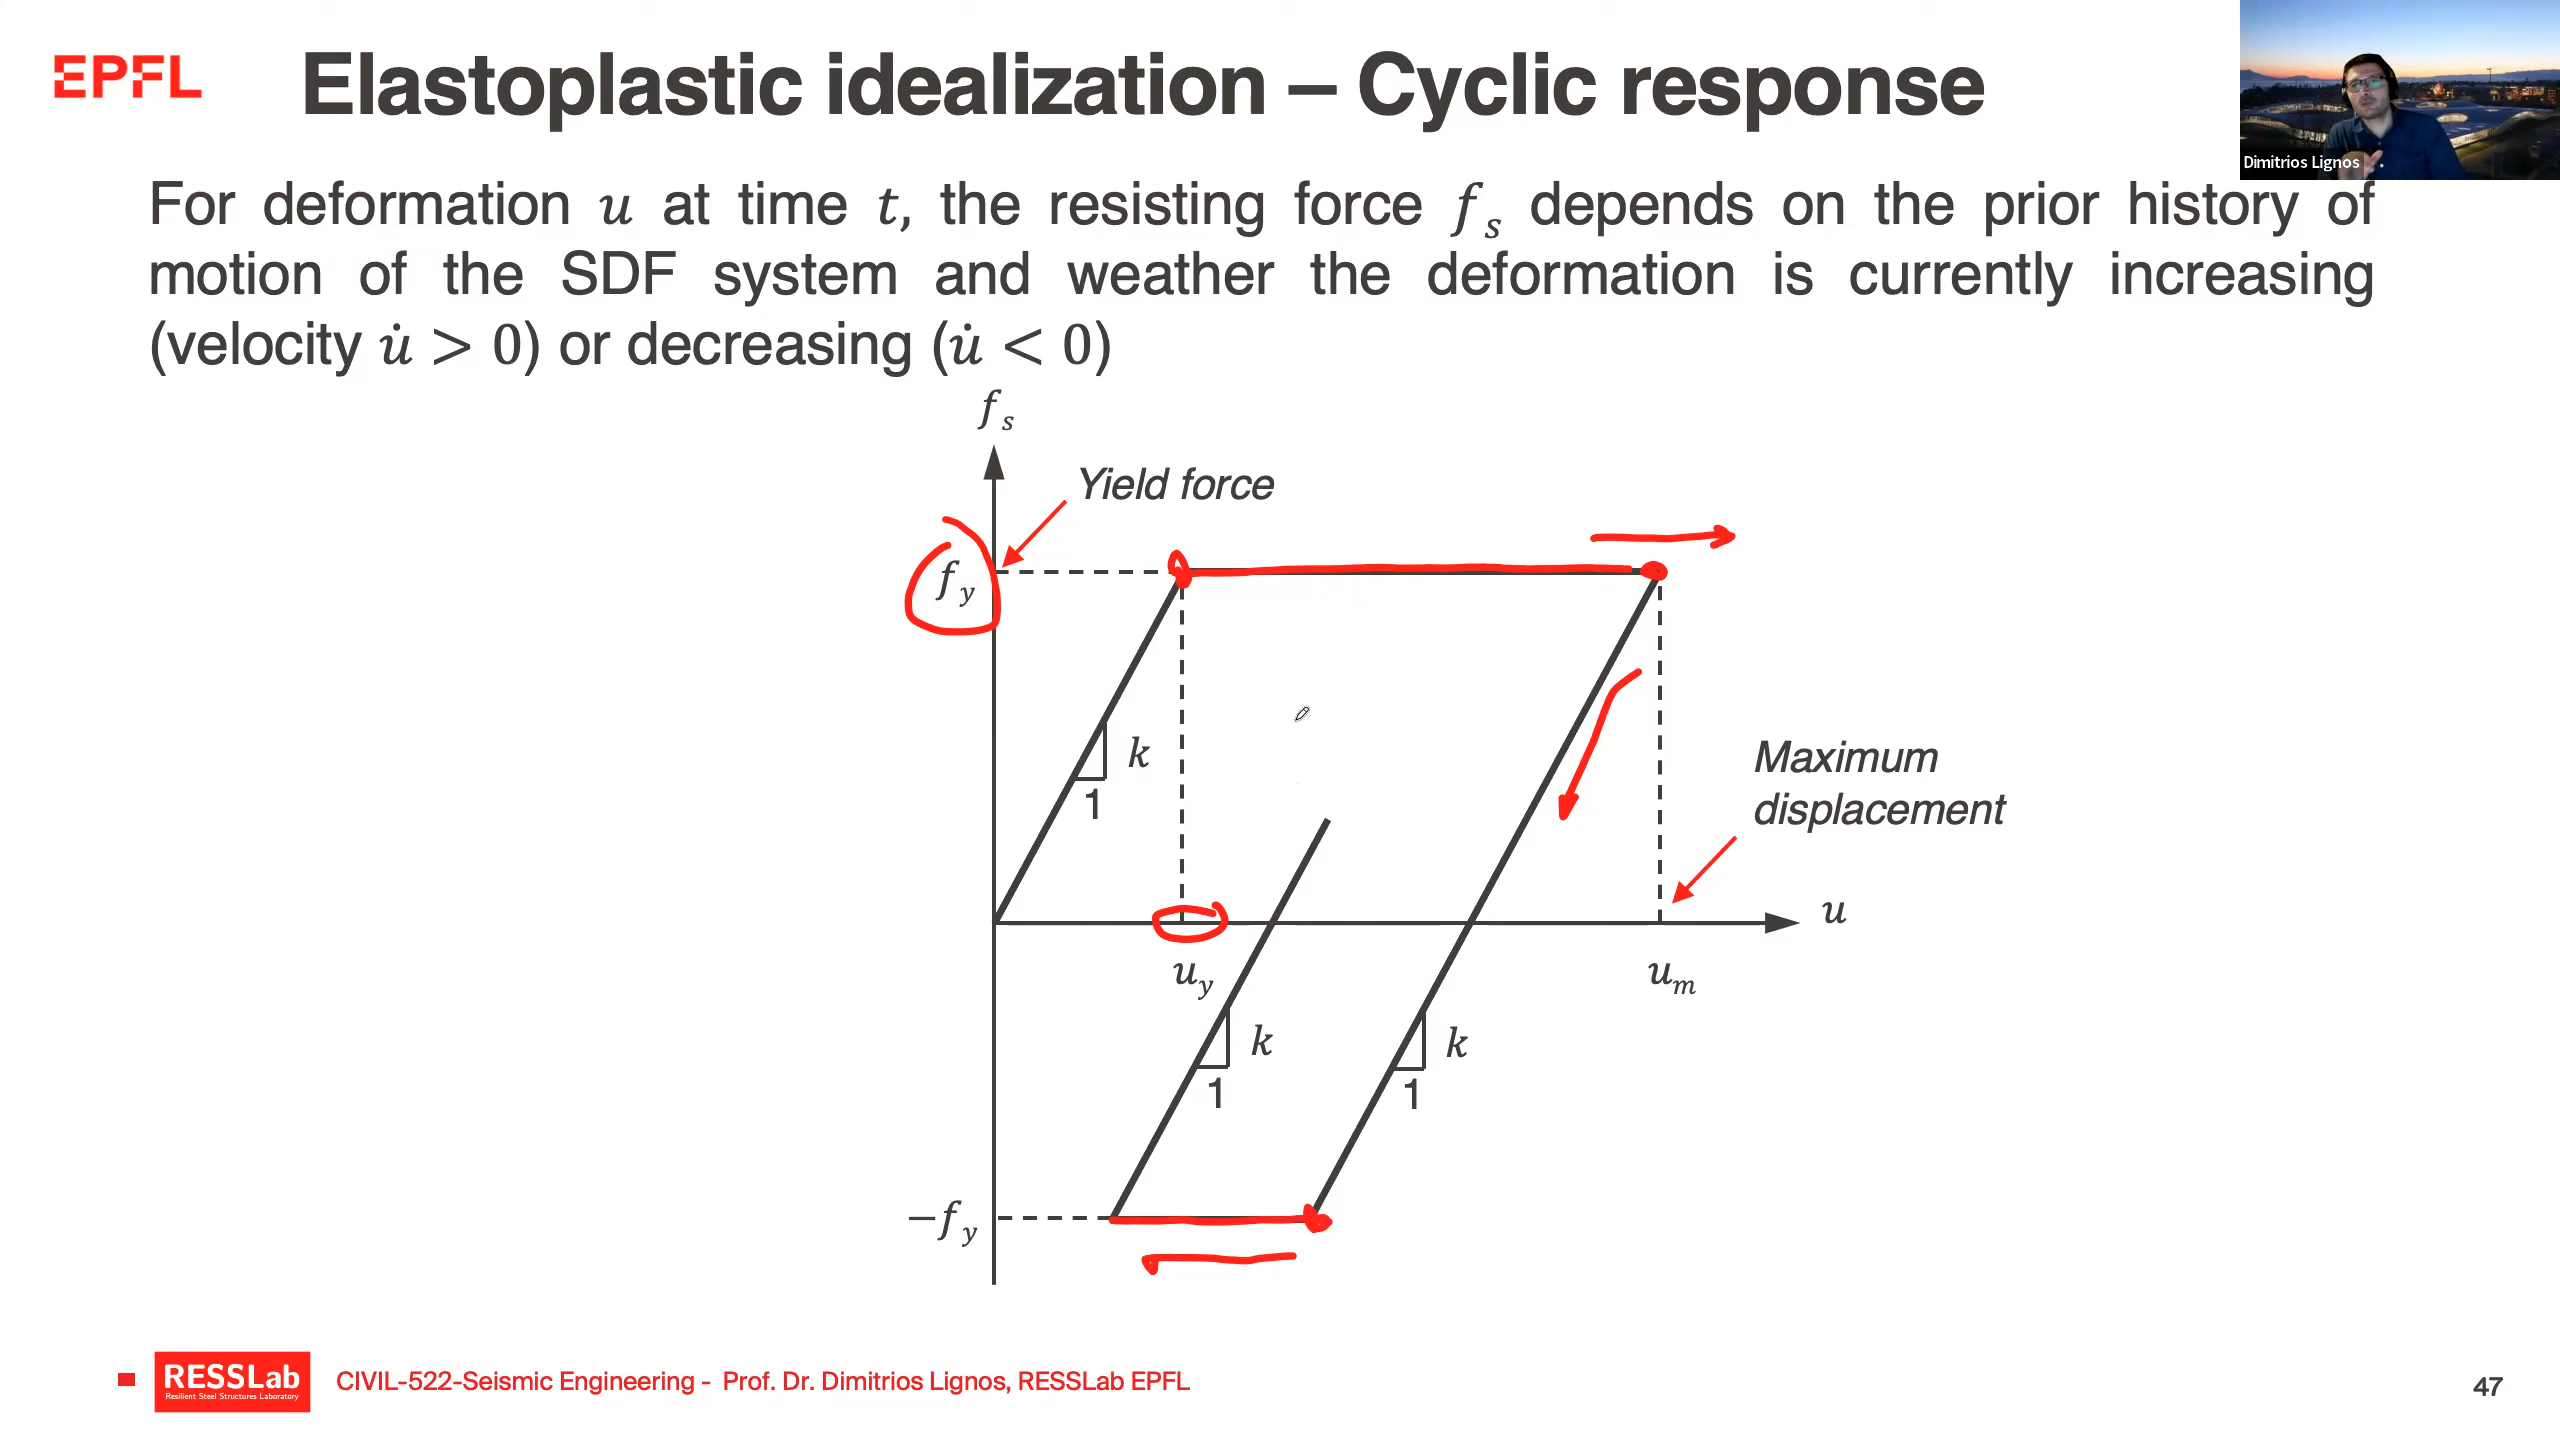 EPFL
Elastoplastic idealization – Cyclic response
Dimitrios Lignos
For deformation u at time t, the resisting force f_s depends on the prior history of
motion of the SDF system and weather the deformation is currently increasing
(velocity u̇ > 0) or decreasing (u̇ < 0)
f_s
Yield force
f_y
k
1
Maximum
displacement
u
u_y
u_m
k
1
k
1
−f_y
RESSLab
Resilient Steel Structures Laboratory
CIVIL-522-Seismic Engineering - Prof. Dr. Dimitrios Lignos, RESSLab EPFL
47